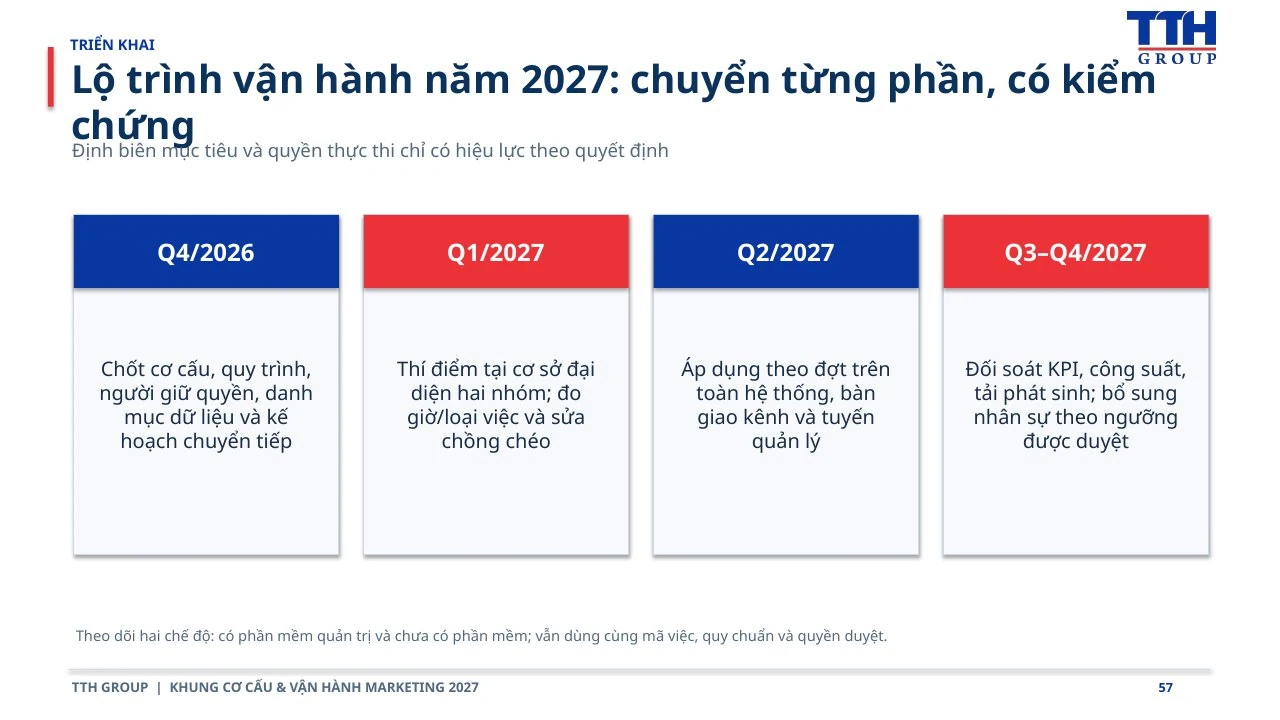 TTH
GROUP
TRIỂN KHAI
Lộ trình vận hành năm 2027: chuyển từng phần, có kiểm
chứng
Định biên mục tiêu và quyền thực thi chỉ có hiệu lực theo quyết định
Q4/2026
Chốt cơ cấu, quy trình,
người giữ quyền, danh
mục dữ liệu và kế
hoạch chuyển tiếp
Q1/2027
Thí điểm tại cơ sở đại
diện hai nhóm; đo
giờ/loại việc và sửa
chồng chéo
Q2/2027
Áp dụng theo đợt trên
toàn hệ thống, bàn
giao kênh và tuyến
quản lý
Q3–Q4/2027
Đối soát KPI, công suất,
tải phát sinh; bổ sung
nhân sự theo ngưỡng
được duyệt
Theo dõi hai chế độ: có phần mềm quản trị và chưa có phần mềm; vẫn dùng cùng mã việc, quy chuẩn và quyền duyệt.
TTH GROUP | KHUNG CƠ CẤU & VẬN HÀNH MARKETING 2027
57